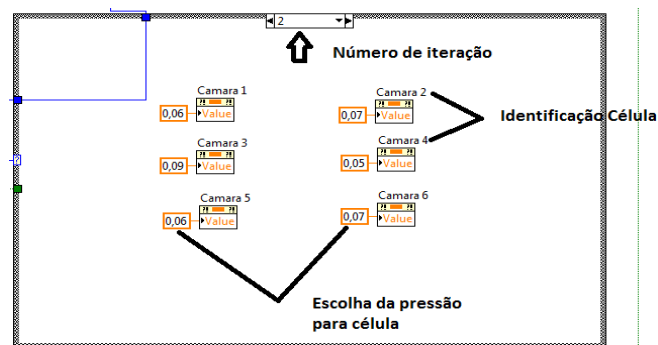 2
Número de iteração
Camara 1
Camara 2
0,06
Value
0,07
Value
Identificação Célula
Camara 3
Camara 4
0,09
Value
0,05
Value
Camara 5
Camara 6
0,06
Value
0,07
Value
Escolha da pressão
para célula